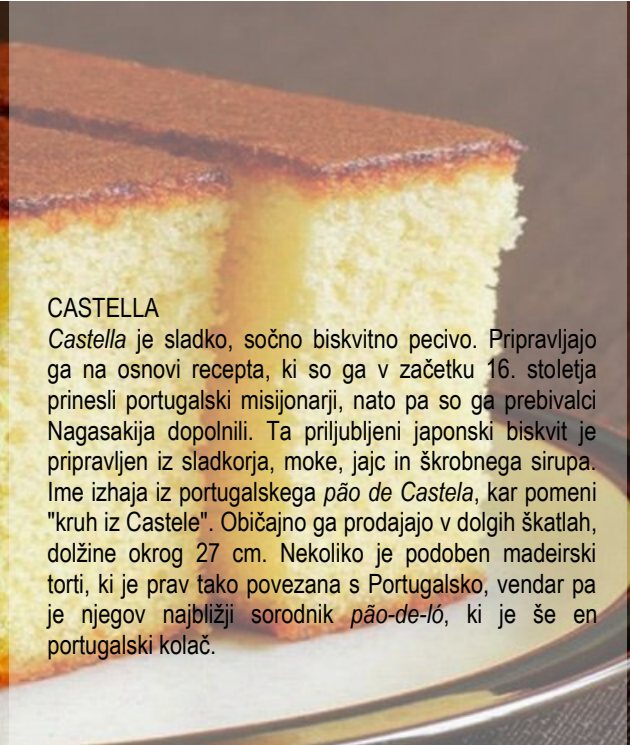 CASTELLA
Castella je sladko, sočno biskvitno pecivo. Pripravljajo
ga na osnovi recepta, ki so ga v začetku 16. stoletja
prinesli portugalski misijonarji, nato pa so ga prebivalci
Nagasakija dopolnili. Ta priljubljeni japonski biskvit je
pripravljen iz sladkorja, moke, jajc in škrobnega sirupa.
Ime izhaja iz portugalskega pão de Castela, kar pomeni
"kruh iz Castele". Običajno ga prodajajo v dolgih škatlah,
dolžine okrog 27 cm. Nekoliko je podoben madeirski
torti, ki je prav tako povezana s Portugalsko, vendar pa
je njegov najbližji sorodnik pão-de-ló, ki je še en
portugalski kolač.